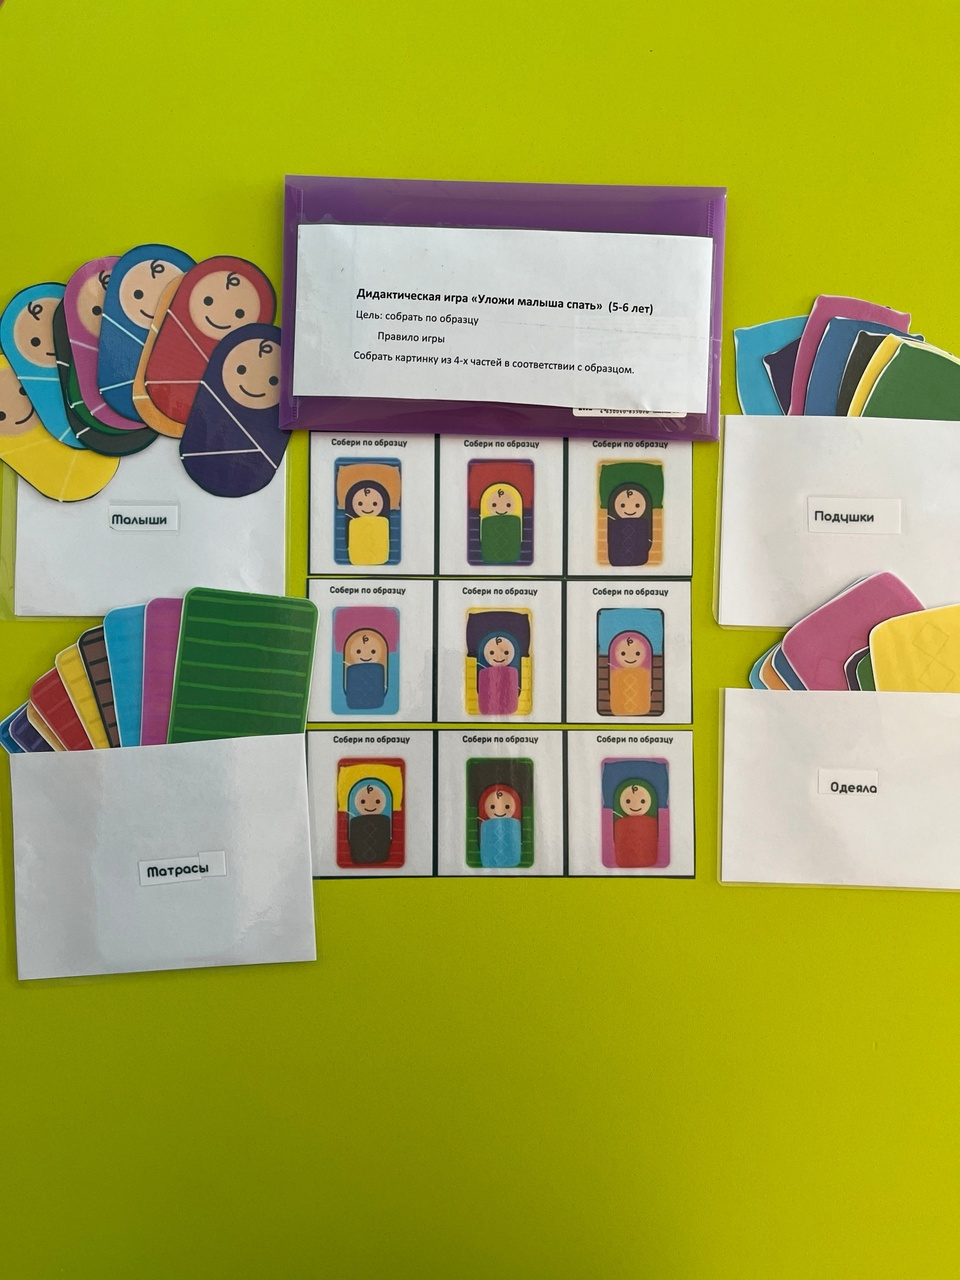 Дидактическая игра «Уложи малыша спать» (5-6 лет)
Цель: собрать по образцу
Правило игры
Собрать картинку из 4-х частей в соответствии с образцом.
Малыши
Подушки
Матрасы
Одеяла
Собери по образцу
Собери по образцу
Собери по образцу
Собери по образцу
Собери по образцу
Собери по образцу
Собери по образцу
Собери по образцу
Собери по образцу